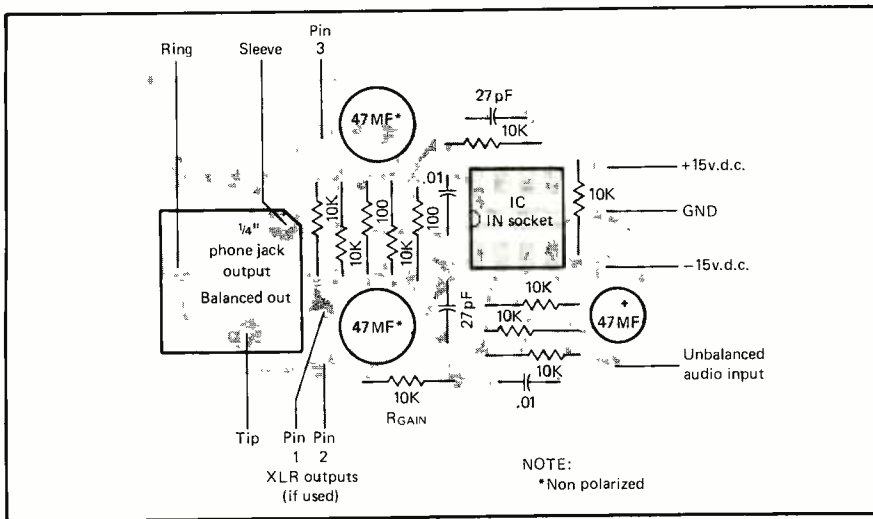 Pin
3
Ring
Sleeve
27pF
47MF*
10K
+15v.d.c.
.01
IC
IN socket
10K
GND
10K
100
100
10K
10K
1/4"
phone jack
output
Balanced out
-15v.d.c.
10K
+
47MF
47MF*
27pF
10K
10K
Unbalanced
audio input
10K
.01
RGAIN
Tip
Pin
1
Pin
2
XLR outputs
(if used)
NOTE:
*Non polarized